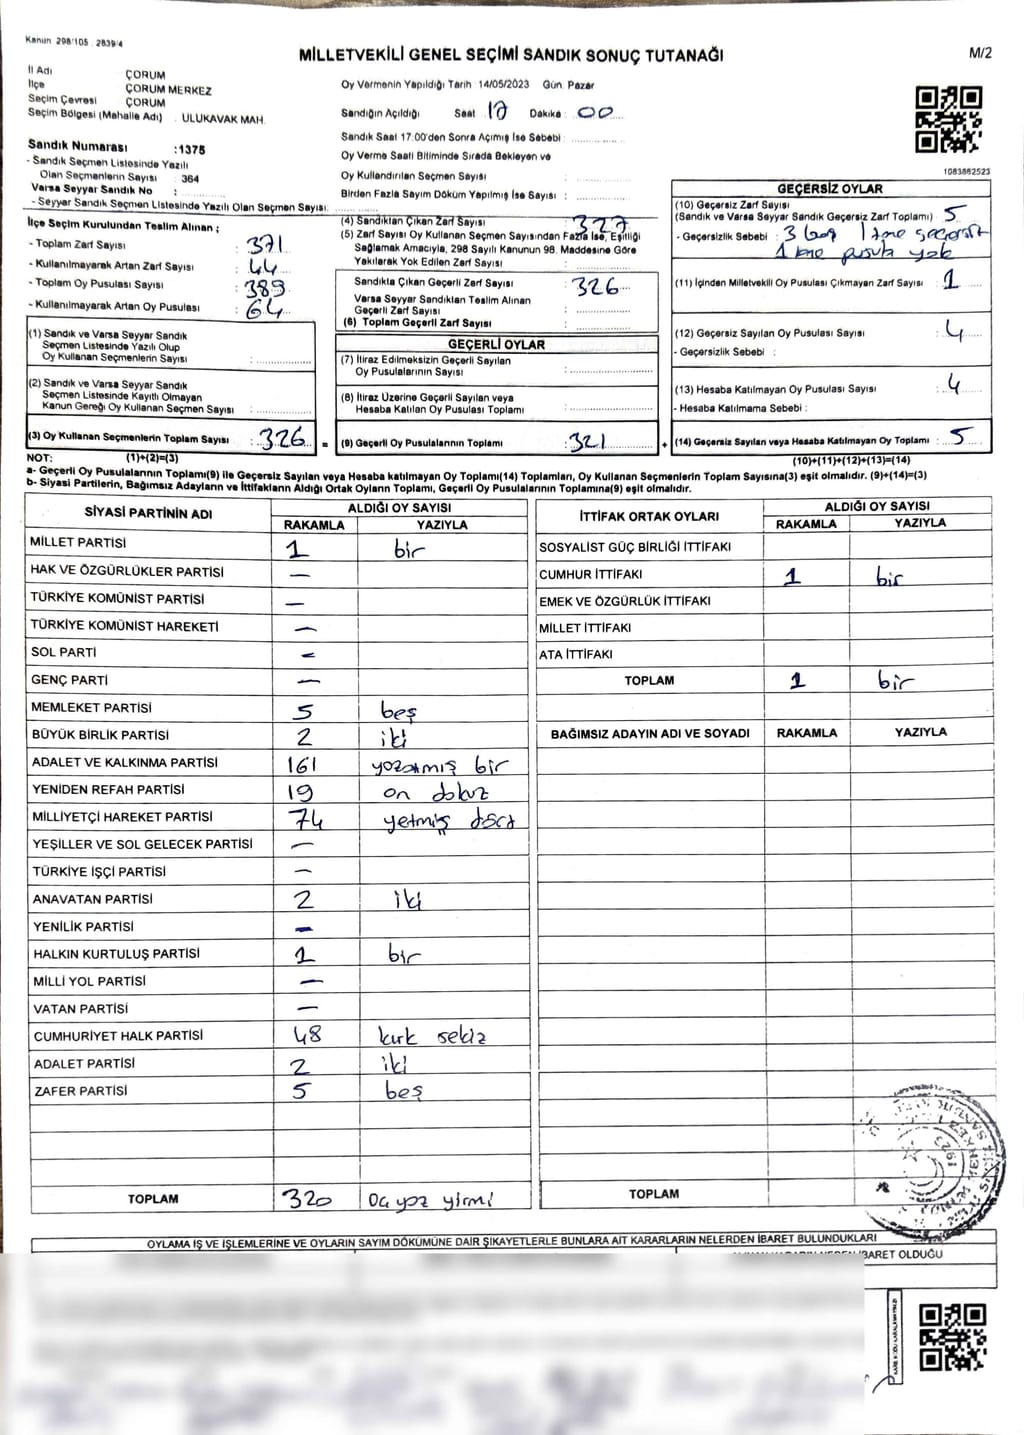 Kanun 298/105 2839/4
MİLLETVEKİLİ GENEL SEÇİMİ SANDIK SONUÇ TUTANAĞI
M/2
İl Adı ÇORUM
İlçe ÇORUM MERKEZ
Seçim Çevresi ÇORUM
Seçim Bölgesi (Mahalle Adı) : ULUKAVAK MAH.
Sandık Numarası :1375
- Sandık Seçmen Listesinde Yazılı
Olan Seçmenlerin Sayısı : 364
Varsa Seyyar Sandık No :
- Seyyar Sandık Seçmen Listesinde Yazılı Olan Seçmen Sayısı:
Oy Vermenin Yapıldığı Tarih 14/05/2023 Gün Pazar
Sandığın Açıldığı Saat 17 Dakika 00
Sandık Saat 17:00'den Sonra Açılmış İse Sebebi :
Oy Verme Saati Bitiminde Sırada Bekleyen ve
Oy Kullandırılan Seçmen Sayısı :
Birden Fazla Sayım Döküm Yapılmış İse Sayısı :
1083862523
İlçe Seçim Kurulundan Teslim Alınan ;
- Toplam Zarf Sayısı : 371
- Kullanılmayarak Artan Zarf Sayısı : 44
- Toplam Oy Pusulası Sayısı : 389
- Kullanılmayarak Artan Oy Pusulası : 64
(4) Sandıktan Çıkan Zarf Sayısı 327
(5) Zarf Sayısı Oy Kullanan Seçmen Sayısından Fazla İse, Eşitliği
Sağlamak Amacıyla, 298 Sayılı Kanunun 98. Maddesine Göre
Yakılarak Yok Edilen Zarf Sayısı :
Sandıkta Çıkan Geçerli Zarf Sayısı : 326
Varsa Seyyar Sandıktan Teslim Alınan
Geçerli Zarf Sayısı :
(6) Toplam Geçerli Zarf Sayısı :
GEÇERSİZ OYLAR
(10) Geçersiz Zarf Sayısı
(Sandık ve Varsa Seyyar Sandık Geçersiz Zarf Toplamı) : 5
- Geçersizlik Sebebi : 3 boş 1 tane geçersiz
1 tane pusula yok
(11) İçinden Milletvekili Oy Pusulası Çıkmayan Zarf Sayısı : 1
(12) Geçersiz Sayılan Oy Pusulası Sayısı : 4
- Geçersizlik Sebebi :
(13) Hesaba Katılmayan Oy Pusulası Sayısı : 4
- Hesaba Katılmama Sebebi :
(14) Geçersiz Sayılan veya Hesaba Katılmayan Oy Toplamı : 5
(1) Sandık ve Varsa Seyyar Sandık
Seçmen Listesinde Yazılı Olup
Oy Kullanan Seçmenlerin Sayısı :
(2) Sandık ve Varsa Seyyar Sandık
Seçmen Listesinde Kayıtlı Olmayan
Kanun Gereği Oy Kullanan Seçmen Sayısı :
(3) Oy Kullanan Seçmenlerin Toplam Sayısı : 326 =
GEÇERLİ OYLAR
(7) İtiraz Edilmeksizin Geçerli Sayılan
Oy Pusulalarının Sayısı :
(8) İtiraz Üzerine Geçerli Sayılan veya
Hesaba Katılan Oy Pusulası Toplamı :
(9) Geçerli Oy Pusulalarının Toplamı : 321 +
NOT: (1)+(2)=(3)
(10)+(11)+(12)+(13)=(14)
a- Geçerli Oy Pusulalarının Toplamı(9) ile Geçersiz Sayılan veya Hesaba katılmayan Oy Toplamı(14) Toplamları, Oy Kullanan Seçmenlerin Toplam Sayısına(3) eşit olmalıdır. (9)+(14)=(3)
b- Siyasi Partilerin, Bağımsız Adayların ve İttifakların Aldığı Ortak Oyların Toplamı, Geçerli Oy Pusulalarının Toplamına(9) eşit olmalıdır.
SİYASİ PARTİNİN ADI ALDIĞI OY SAYISI
RAKAMLA YAZIYLA
MİLLET PARTİSİ 1 bir
HAK VE ÖZGÜRLÜKLER PARTİSİ —
TÜRKİYE KOMÜNİST PARTİSİ —
TÜRKİYE KOMÜNİST HAREKETİ —
SOL PARTİ —
GENÇ PARTİ —
MEMLEKET PARTİSİ 5 beş
BÜYÜK BİRLİK PARTİSİ 2 iki
ADALET VE KALKINMA PARTİSİ 161 yüzatmış bir
YENİDEN REFAH PARTİSİ 19 on dokuz
MİLLİYETÇİ HAREKET PARTİSİ 74 yetmiş dört
YEŞİLLER VE SOL GELECEK PARTİSİ —
TÜRKİYE İŞÇİ PARTİSİ —
ANAVATAN PARTİSİ 2 iki
YENİLİK PARTİSİ —
HALKIN KURTULUŞ PARTİSİ 1 bir
MİLLİ YOL PARTİSİ —
VATAN PARTİSİ —
CUMHURİYET HALK PARTİSİ 48 kırk sekiz
ADALET PARTİSİ 2 iki
ZAFER PARTİSİ 5 beş
TOPLAM 320 Üç yüz yirmi
İTTİFAK ORTAK OYLARI ALDIĞI OY SAYISI
RAKAMLA YAZIYLA
SOSYALİST GÜÇ BİRLİĞİ İTTİFAKI
CUMHUR İTTİFAKI 1 bir
EMEK VE ÖZGÜRLÜK İTTİFAKI
MİLLET İTTİFAKI
ATA İTTİFAKI
TOPLAM 1 bir
BAĞIMSIZ ADAYIN ADI VE SOYADI RAKAMLA YAZIYLA
TOPLAM
1923
OYLAMA İŞ VE İŞLEMLERİNE VE OYLARIN SAYIM DÖKÜMÜNE DAİR ŞİKAYETLERLE BUNLARA AİT KARARLARIN NELERDEN İBARET BULUNDUKLARI
İBARET OLDUĞU